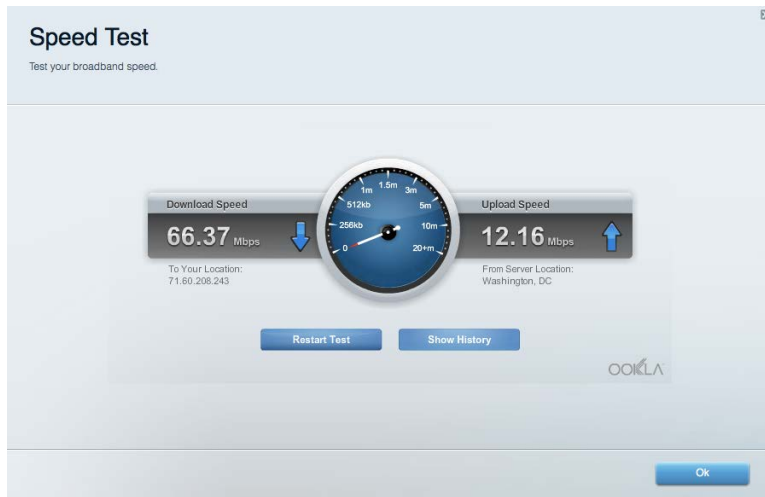 Speed Test
Test your broadband speed.
Download Speed
66.37 Mbps
To Your Location:
71.60.208.243
0
256kb
512kb
1m
1.5m
3m
5m
10m
20+m
Upload Speed
12.16 Mbps
From Server Location:
Washington, DC
Restart Test
Show History
OOKLA
Ok